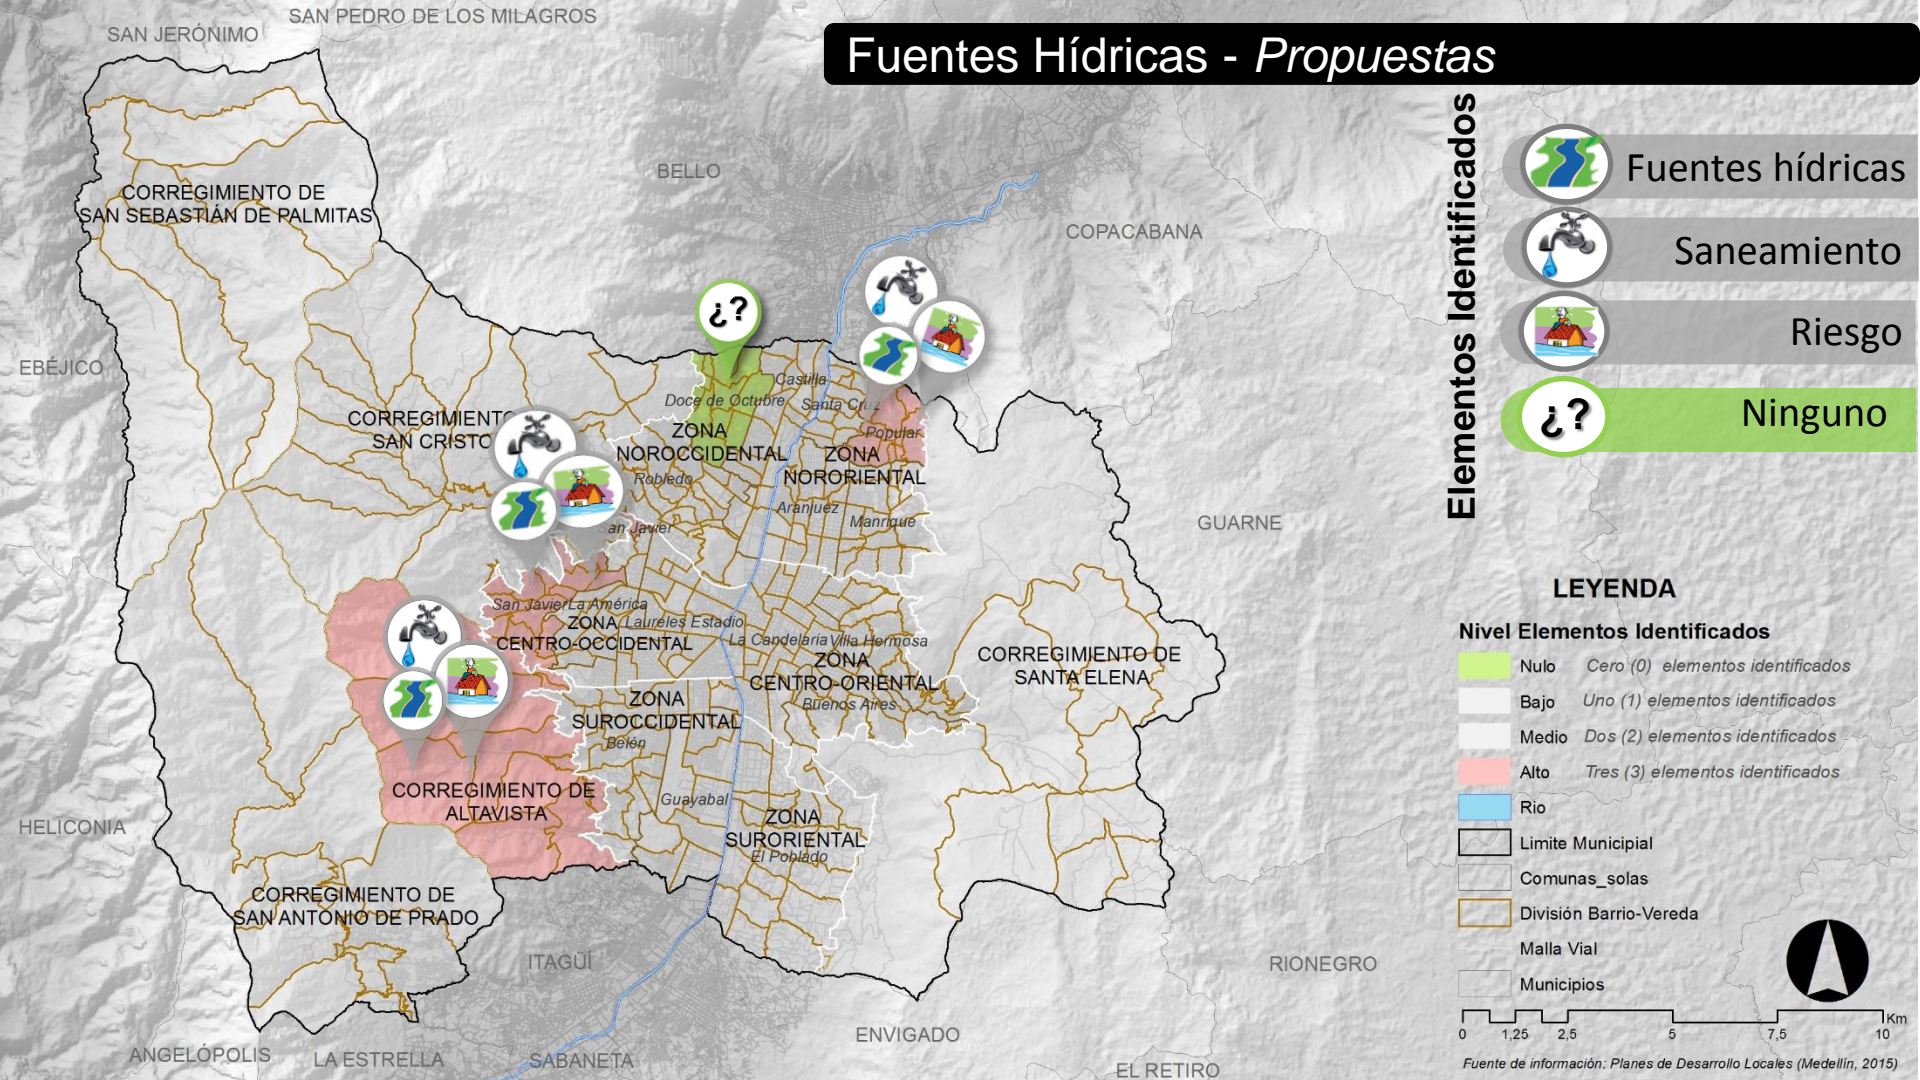 Fuentes Hídricas - Propuestas
Elementos Identificados
Fuentes hídricas
Saneamiento
Riesgo
¿?
Ninguno
SAN PEDRO DE LOS MILAGROS
SAN JERÓNIMO
BELLO
COPACABANA
EBÉJICO
GUARNE
HELICONIA
ITAGÜÍ
RIONEGRO
ENVIGADO
ANGELÓPOLIS
LA ESTRELLA
SABANETA
EL RETIRO
CORREGIMIENTO DE
SAN SEBASTIÁN DE PALMITAS
¿?
Castilla
Doce de Octubre
Santa Cruz
Popular
CORREGIMIENTO
SAN CRISTO
ZONA
NOROCCIDENTAL
ZONA
NORORIENTAL
Robledo
Aranjuez
Manrique
an Javier
San Javier
La América
ZONA
CENTRO-OCCIDENTAL
Laureles Estadio
La Candelaria
Villa Hermosa
ZONA
CENTRO-ORIENTAL
Buenos Aires
CORREGIMIENTO DE
SANTA ELENA
ZONA
SUROCCIDENTAL
Belén
CORREGIMIENTO DE
ALTAVISTA
Guayabal
ZONA
SURORIENTAL
El Poblado
CORREGIMIENTO DE
SAN ANTONIO DE PRADO
LEYENDA
Nivel Elementos Identificados
Nulo Cero (0) elementos identificados
Bajo Uno (1) elementos identificados
Medio Dos (2) elementos identificados
Alto Tres (3) elementos identificados
Rio
Limite Municipial
Comunas_solas
División Barrio-Vereda
Malla Vial
Municipios
Km
0 1,25 2,5 5 7,5 10
Fuente de información: Planes de Desarrollo Locales (Medellín, 2015)